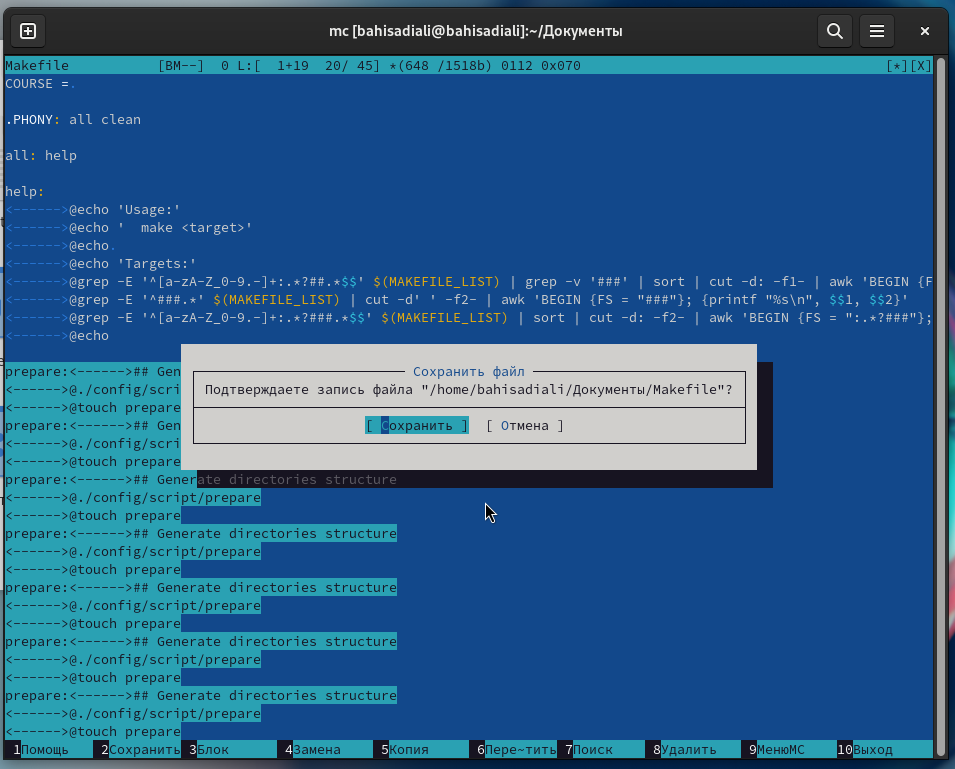 mc [bahisadiali@bahisadiali]:~/Документы
Makefile [BM--] 0 L:[ 1+19 20/ 45] *(648 /1518b) 0112 0x070 [*][X]
COURSE =.
.PHONY: all clean
all: help
help:
<------>@echo 'Usage:'
<------>@echo '  make <target>'
<------>@echo.
<------>@echo 'Targets:'
<------>@grep -E '^[a-zA-Z_0-9.-]+:.*?##.*$$' $(MAKEFILE_LIST) | grep -v '###' | sort | cut -d: -f1- | awk 'BEGIN {F
<------>@grep -E '^###.*' $(MAKEFILE_LIST) | cut -d' ' -f2- | awk 'BEGIN {FS = "###"}; {printf "%s\n", $$1, $$2}'
<------>@grep -E '^[a-zA-Z_0-9.-]+:.*?###.*$$' $(MAKEFILE_LIST) | sort | cut -d: -f2- | awk 'BEGIN {FS = ":.*?###"};
<------>@echo
prepare:<------>## Gen
<------>@./config/scri
<------>@touch prepare
prepare:<------>## Gen
<------>@./config/scri
<------>@touch prepare
Сохранить файл
Подтверждаете запись файла "/home/bahisadiali/Документы/Makefile"?
[ Сохранить ] [ Отмена ]
prepare:<------>## Generate directories structure
<------>@./config/script/prepare
<------>@touch prepare
prepare:<------>## Generate directories structure
<------>@./config/script/prepare
<------>@touch prepare
prepare:<------>## Generate directories structure
<------>@./config/script/prepare
<------>@touch prepare
prepare:<------>## Generate directories structure
<------>@./config/script/prepare
<------>@touch prepare
prepare:<------>## Generate directories structure
<------>@./config/script/prepare
<------>@touch prepare
1Помощь 2Сохранить 3Блок 4Замена 5Копия 6Пере~тить 7Поиск 8Удалить 9МенюMC 10Выход